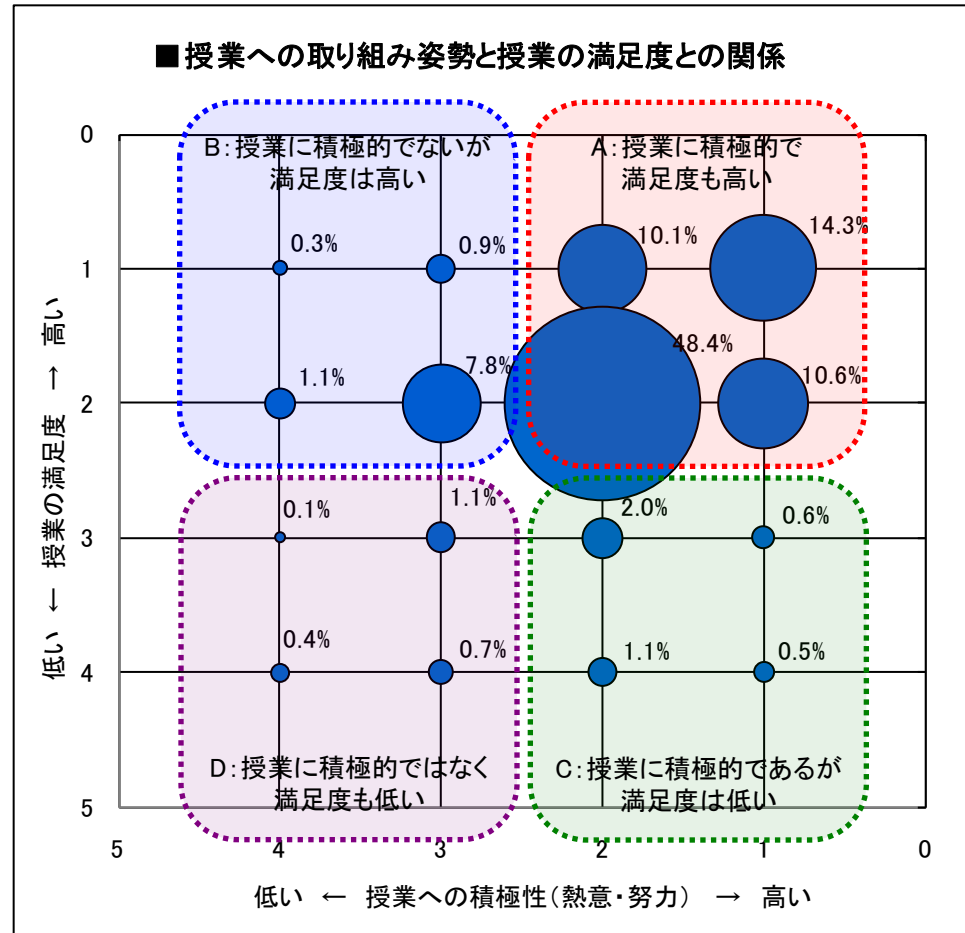 ■授業への取り組み姿勢と授業の満足度との関係
0
B:授業に積極的でないが
満足度は高い
A:授業に積極的で
満足度も高い
0.3%
0.9%
10.1%
14.3%
1
1.1%
7.8%
48.4%
10.6%
2
0.1%
1.1%
2.0%
0.6%
3
0.4%
0.7%
1.1%
0.5%
4
D:授業に積極的ではなく
満足度も低い
C:授業に積極的であるが
満足度は低い
5
低い ← 授業の満足度 → 高い
5 4 3 2 1 0
低い ← 授業への積極性(熱意・努力) → 高い